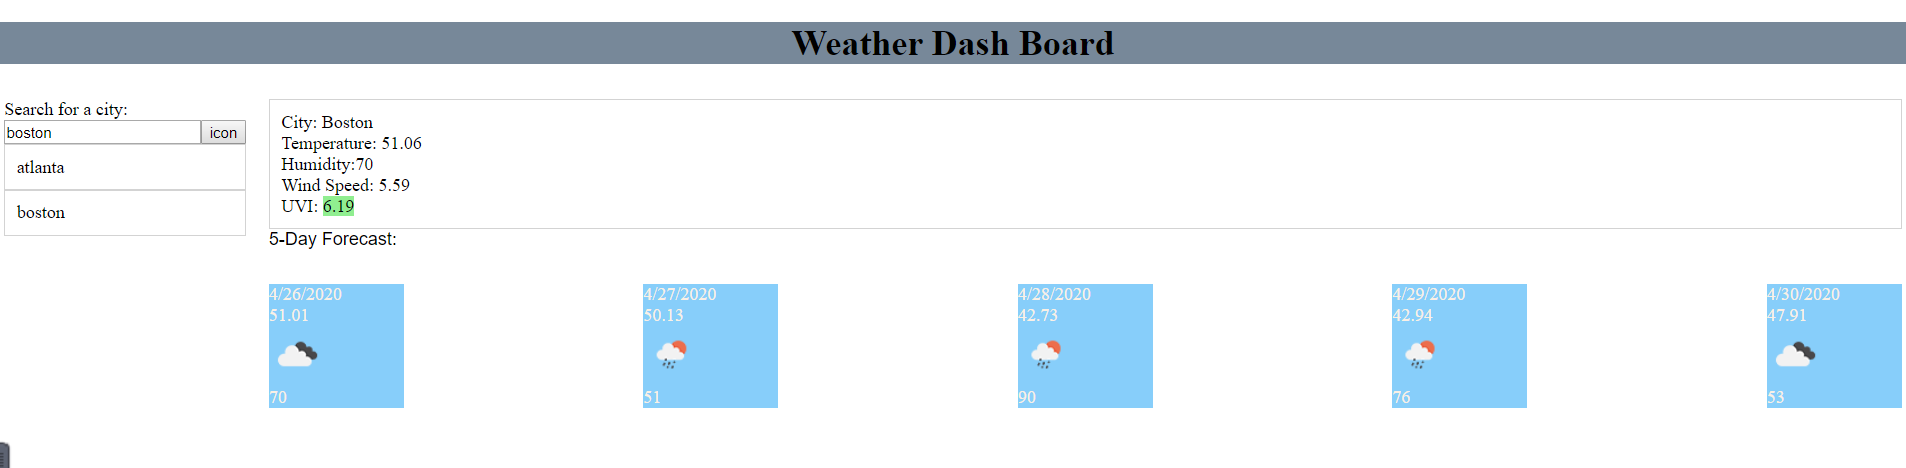 Weather Dash Board
Search for a city:
boston
icon
atlanta
boston
City: Boston
Temperature: 51.06
Humidity:70
Wind Speed: 5.59
UVI: 6.19
5-Day Forecast:
4/26/2020
51.01
70
4/27/2020
50.13
51
4/28/2020
42.73
90
4/29/2020
42.94
76
4/30/2020
47.91
53